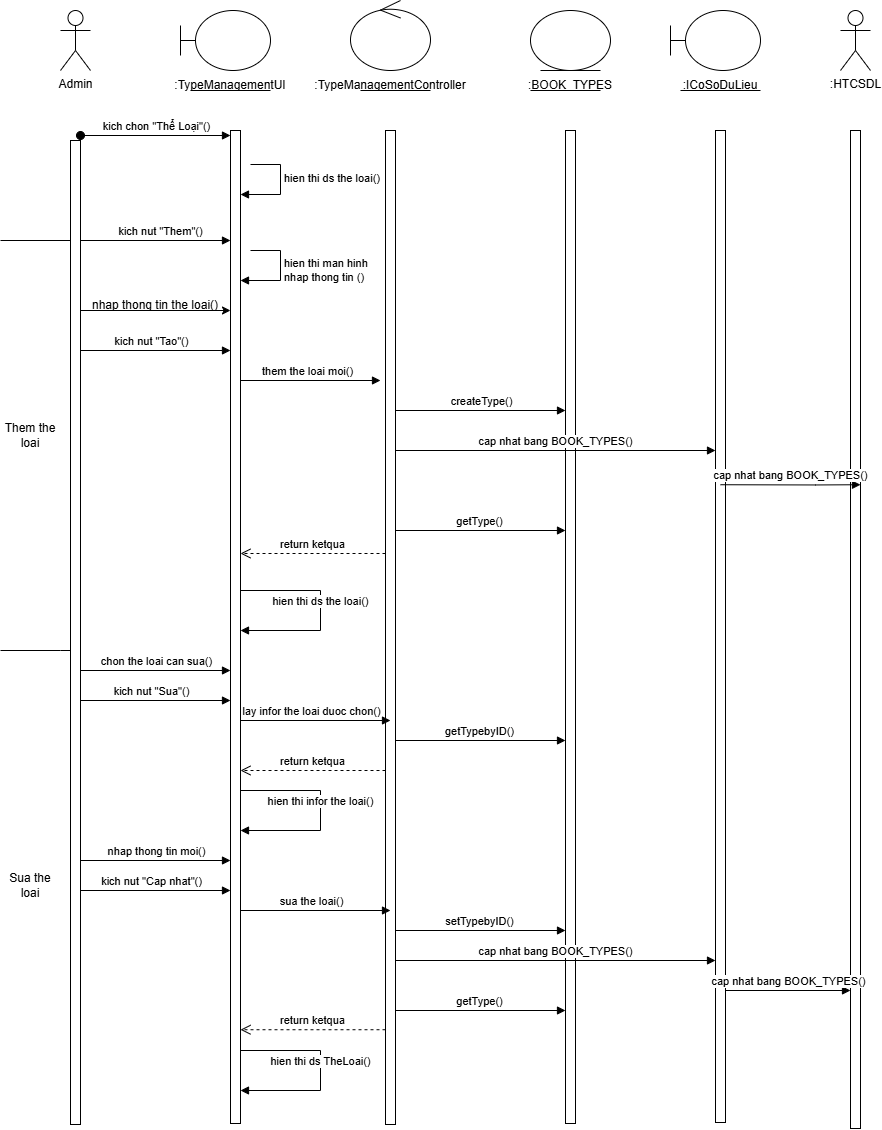 Admin
:TypeManagementUI
:TypeManagementController
:BOOK_TYPES
:ICoSoDuLieu
:HTCSDL
kich chon "Thể Loại"()
hien thi ds the loai()
kich nut "Them"()
hien thi man hinh
nhap thong tin ()
nhap thong tin the loai()
kich nut "Tao"()
them the loai moi()
createType()
Them the
loai
cap nhat bang BOOK_TYPES()
cap nhat bang BOOK_TYPES()
getType()
return ketqua
hien thi ds the loai()
chon the loai can sua()
kich nut "Sua"()
lay infor the loai duoc chon()
getTypebyID()
return ketqua
hien thi infor the loai()
nhap thong tin moi()
Sua the
loai
kich nut "Cap nhat"()
sua the loai()
setTypebyID()
cap nhat bang BOOK_TYPES()
cap nhat bang BOOK_TYPES()
getType()
return ketqua
hien thi ds TheLoai()